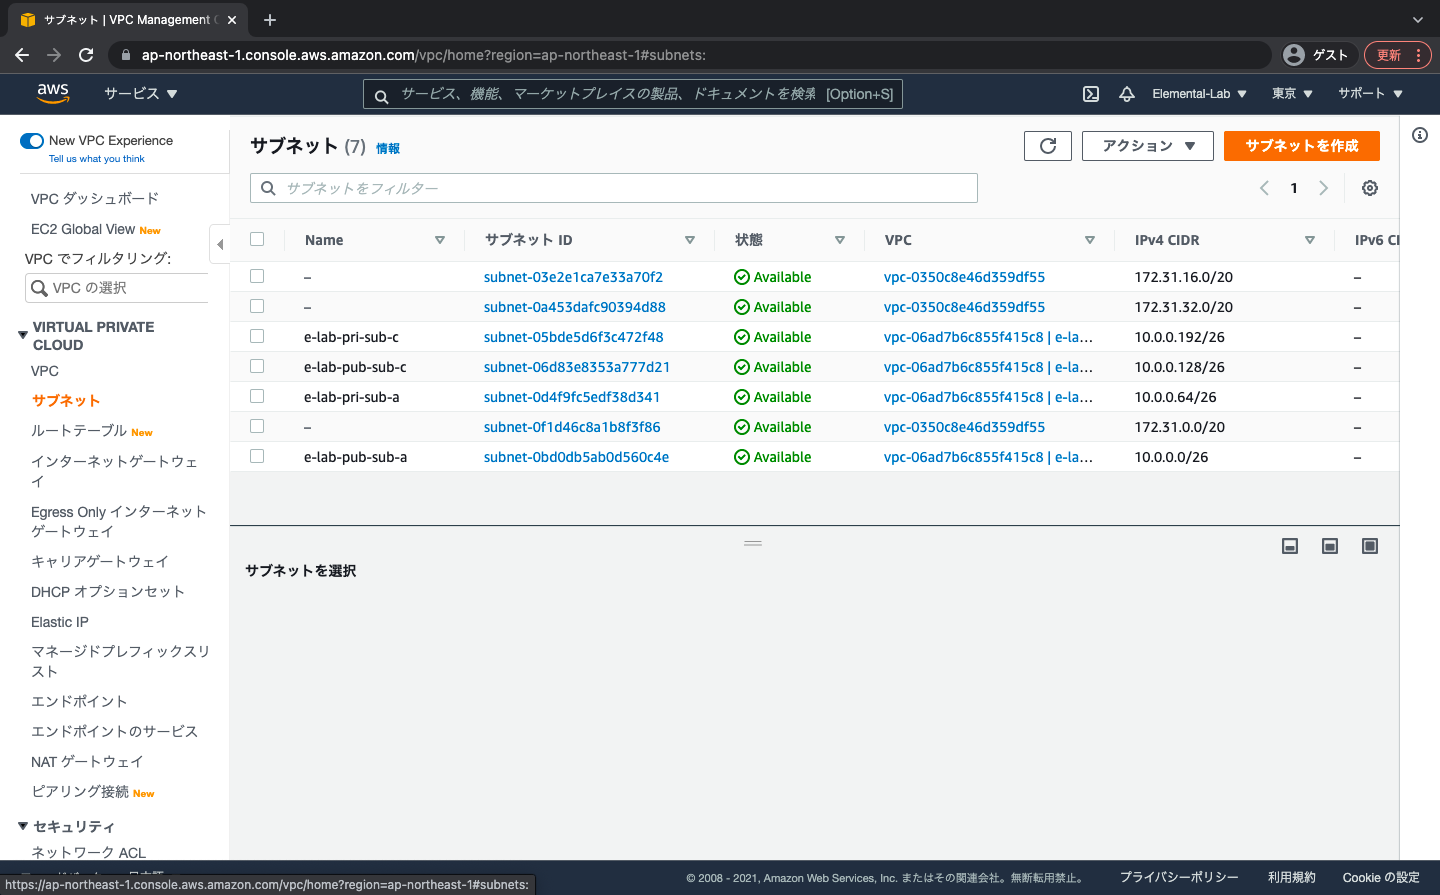 サブネット | VPC Management C
ap-northeast-1.console.aws.amazon.com/vpc/home?region=ap-northeast-1#subnets:
ゲスト
更新
aws
サービス
サービス、機能、マーケットプレイスの製品、ドキュメントを検索 [Option+S]
Elemental-Lab
東京
サポート
New VPC Experience
Tell us what you think
VPC ダッシュボード
EC2 Global View New
VPC でフィルタリング:
VPC の選択
VIRTUAL PRIVATE
CLOUD
VPC
サブネット
ルートテーブル New
インターネットゲートウェ
イ
Egress Only インターネット
ゲートウェイ
キャリアゲートウェイ
DHCP オプションセット
Elastic IP
マネージドプレフィックスリ
スト
エンドポイント
エンドポイントのサービス
NAT ゲートウェイ
ピアリング接続 New
セキュリティ
ネットワーク ACL
サブネット (7) 情報
アクション
サブネットを作成
サブネットをフィルター
1
Name サブネット ID 状態 VPC IPv4 CIDR IPv6 CI
– subnet-03e2e1ca7e33a70f2 Available vpc-0350c8e46d359df55 172.31.16.0/20 –
– subnet-0a453dafc90394d88 Available vpc-0350c8e46d359df55 172.31.32.0/20 –
e-lab-pri-sub-c subnet-05bde5d6f3c472f48 Available vpc-06ad7b6c855f415c8 | e-la... 10.0.0.192/26 –
e-lab-pub-sub-c subnet-06d83e8353a777d21 Available vpc-06ad7b6c855f415c8 | e-la... 10.0.0.128/26 –
e-lab-pri-sub-a subnet-0d4f9fc5edf38d341 Available vpc-06ad7b6c855f415c8 | e-la... 10.0.0.64/26 –
– subnet-0f1d46c8a1b8f3f86 Available vpc-0350c8e46d359df55 172.31.0.0/20 –
e-lab-pub-sub-a subnet-0bd0db5ab0d560c4e Available vpc-06ad7b6c855f415c8 | e-la... 10.0.0.0/26 –
サブネットを選択
https://ap-northeast-1.console.aws.amazon.com/vpc/home?region=ap-northeast-1#subnets:
© 2008 - 2021, Amazon Web Services, Inc. またはその関連会社。無断転用禁止。
プライバシーポリシー
利用規約
Cookie の設定